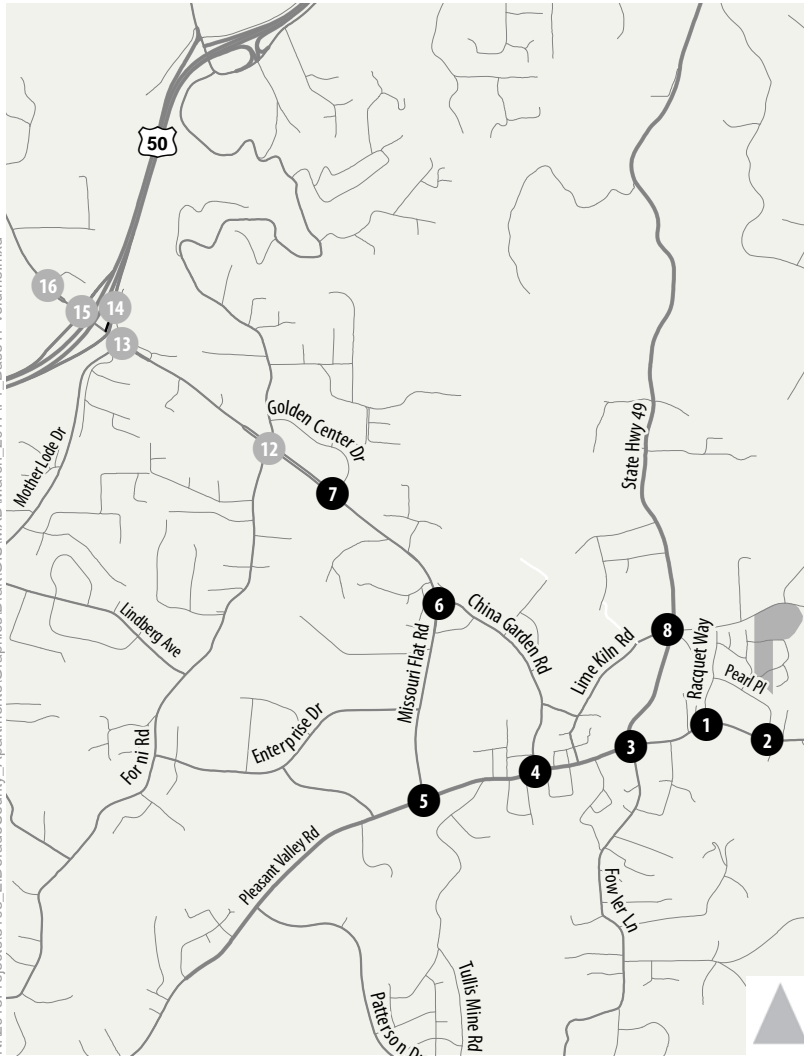 50
16
15
14
13
Golden Center Dr
12
7
Mother Lode Dr
State Hwy 49
6
China Garden Rd
Lindberg Ave
Missouri Flat Rd
Lime Kiln Rd
8
Racquet Way
Pearl Pl
Enterprise Dr
Forni Rd
1
2
3
4
5
Pleasant Valley Rd
Fowler Ln
Tullis Mine Rd
Patterson Dr